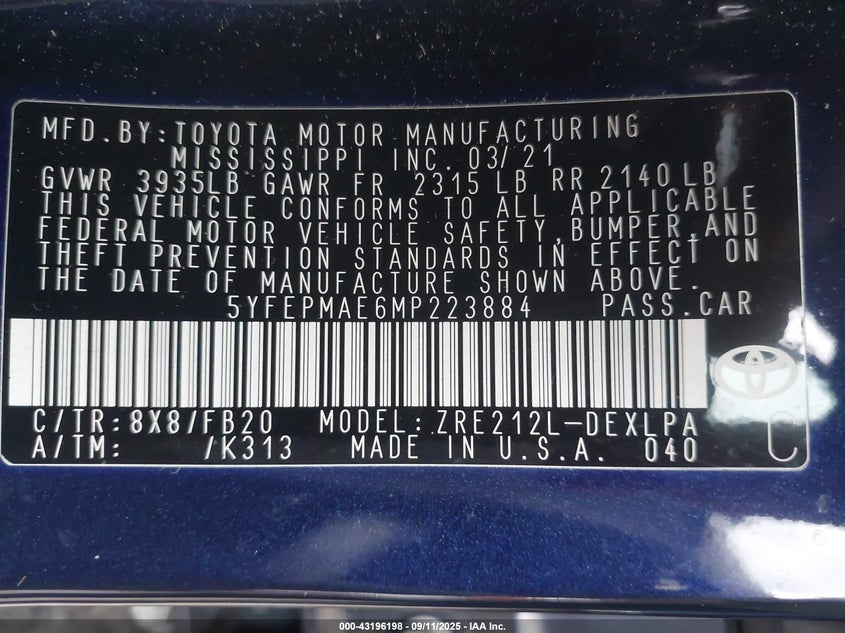 MFD.BY:TOYOTA MOTOR MANUFACTURING
MISSISSIPPI INC. 03/21
GVWR 3935LB GAWR FR 2315 LB RR 2140 LB
THIS VEHICLE CONFORMS TO ALL APPLICABLE
FEDERAL MOTOR VEHICLE SAFETY,BUMPER,AND
THEFT PREVENTION STANDARDS IN EFFECT ON
THE DATE OF MANUFACTURE SHOWN ABOVE.
5YFEPMAE6MP223884 PASS.CAR
C/TR:8X8/FB20 MODEL:ZRE212L-DEXLPA
A/TM: /K313 MADE IN U.S.A. 040
C
000-43196198 - 09/11/2025 - IAA Inc.